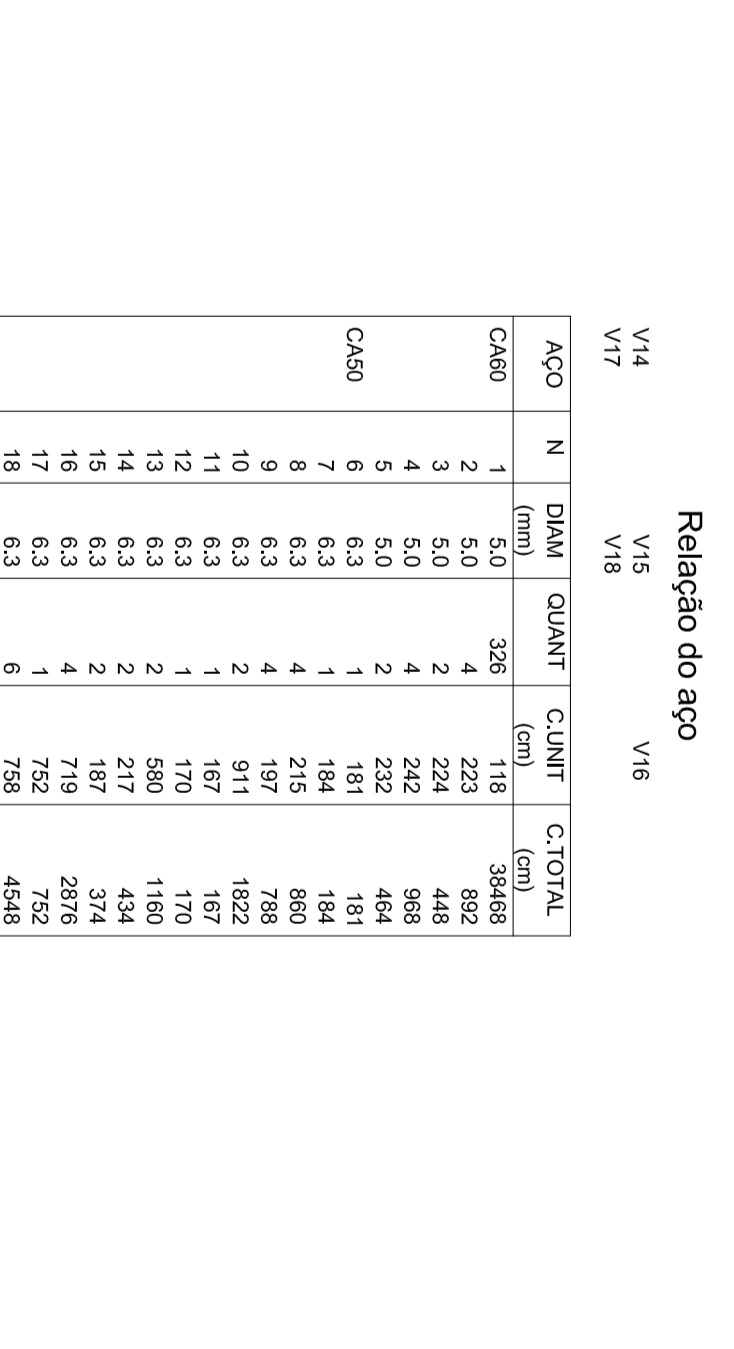 Relação do aço
V14 V15 V16
V17 V18
AÇO N DIAM QUANT C.UNIT C.TOTAL
(mm) (cm) (cm)
CA60 1 5.0 326 118 38468
2 5.0 4 223 892
3 5.0 2 224 448
4 5.0 4 242 968
5 5.0 2 232 464
CA50 6 6.3 1 181 181
7 6.3 1 184 184
8 6.3 4 215 860
9 6.3 4 197 788
10 6.3 2 911 1822
11 6.3 1 167 167
12 6.3 1 170 170
13 6.3 2 580 1160
14 6.3 2 217 434
15 6.3 2 187 374
16 6.3 4 719 2876
17 6.3 1 752 752
18 6.3 6 758 4548